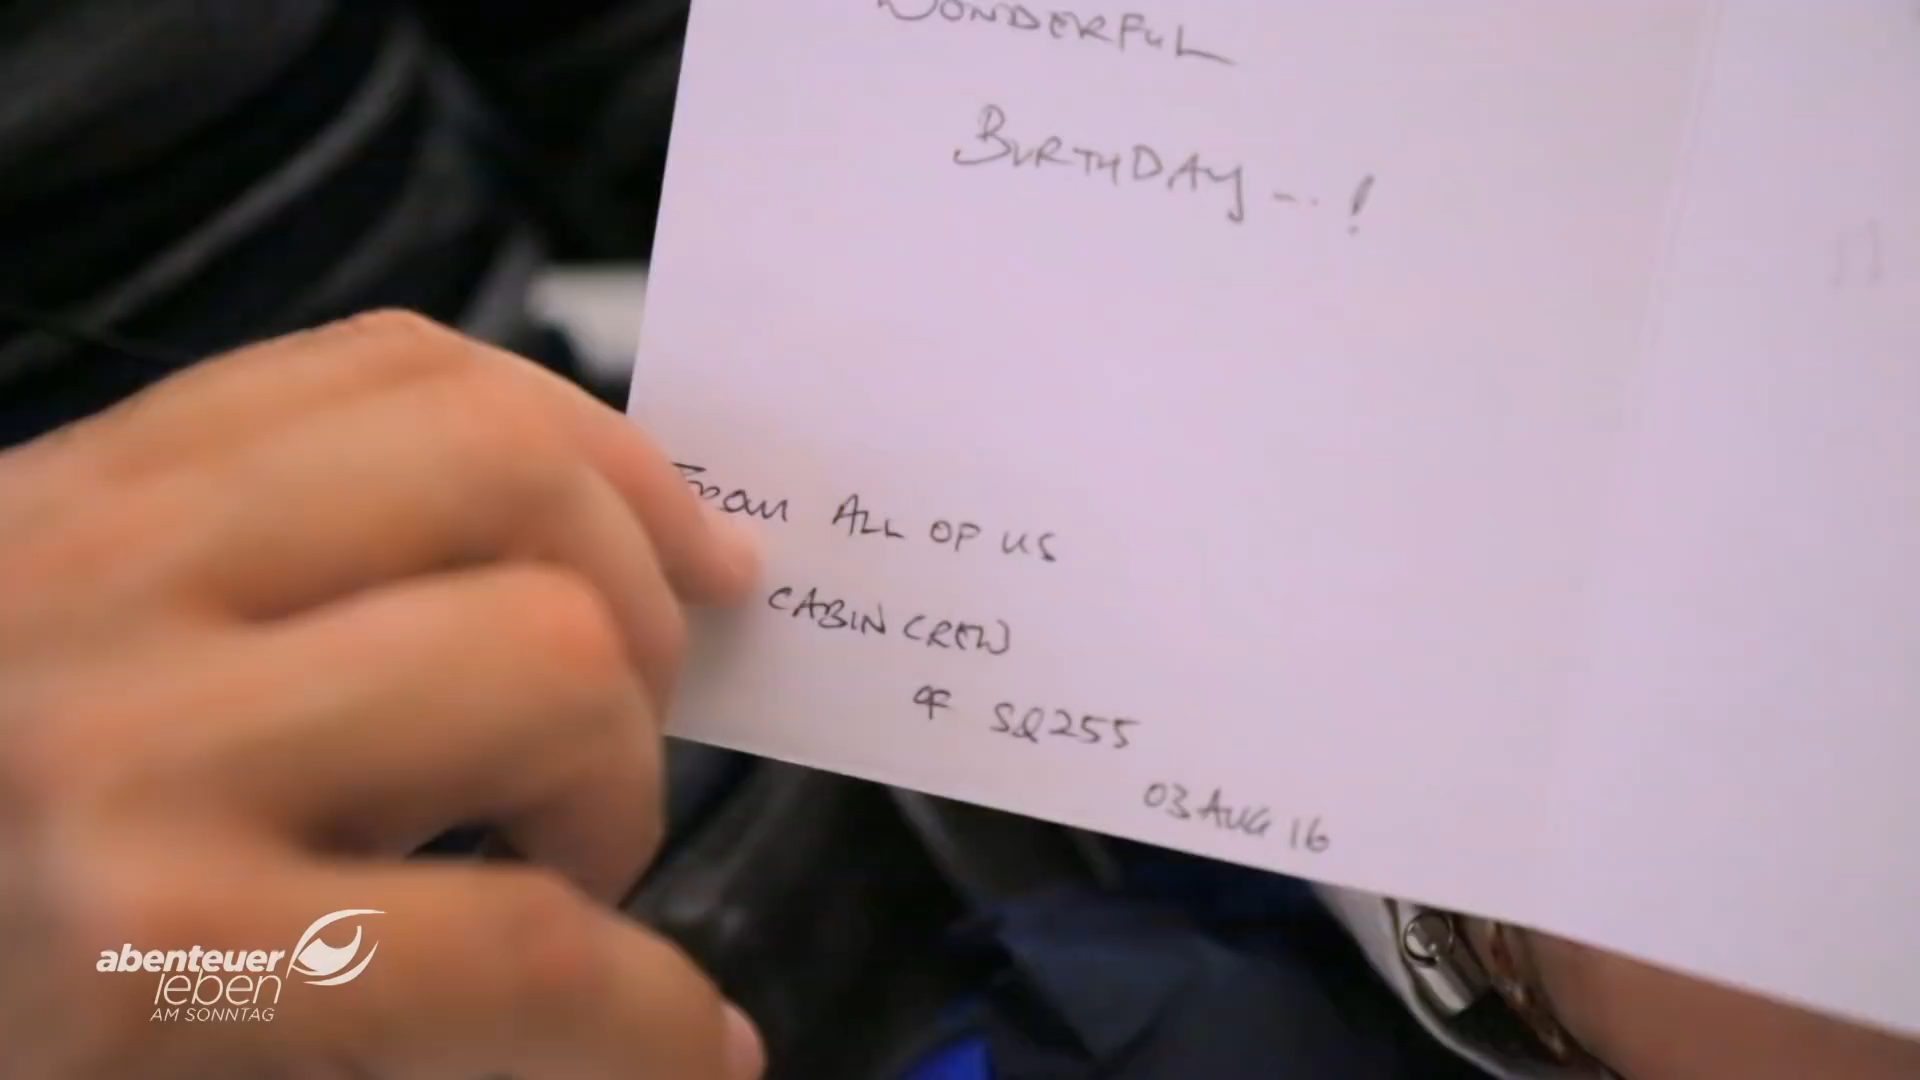 WONDERFUL
BIRTHDAY --- !
FROM ALL OF US
CABIN CREW
OF SQ255
03 AUG 16
abenteuer
leben
AM SONNTAG